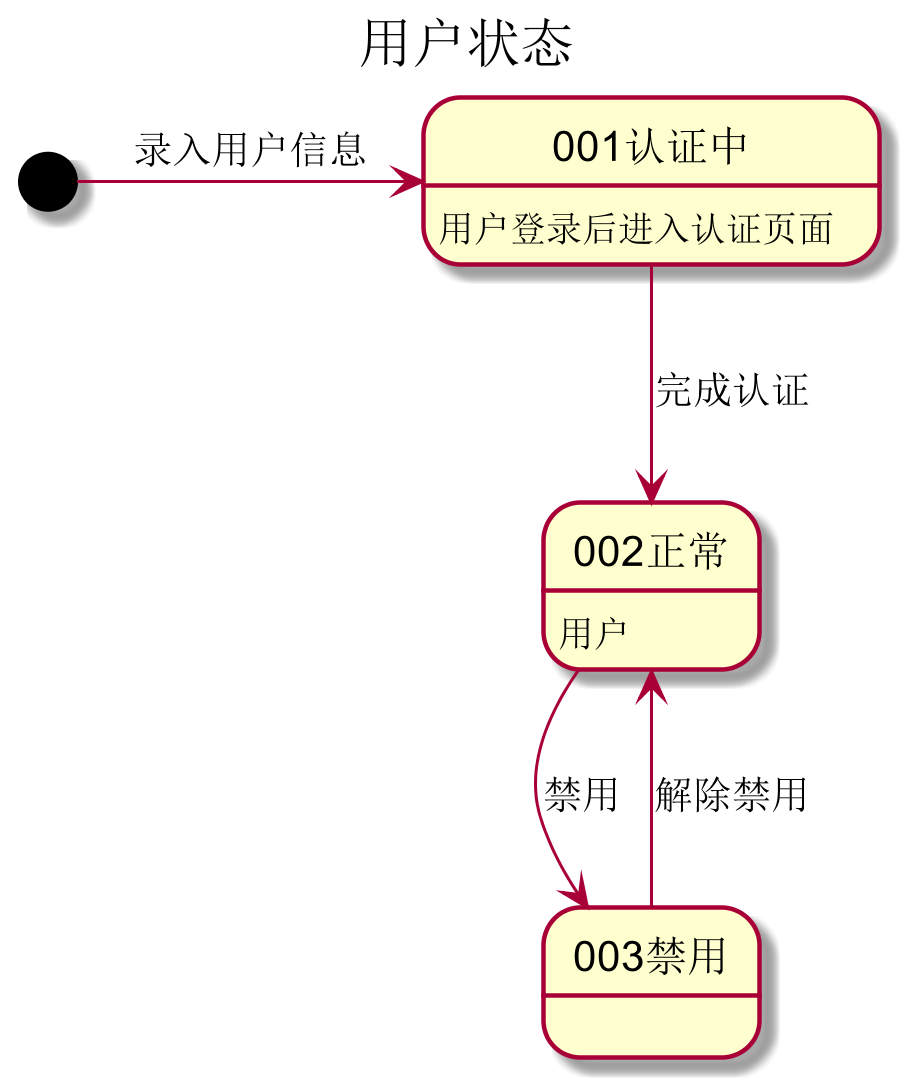 用户状态
录入用户信息
001认证中
用户登录后进入认证页面
完成认证
002正常
用户
禁用
解除禁用
003禁用